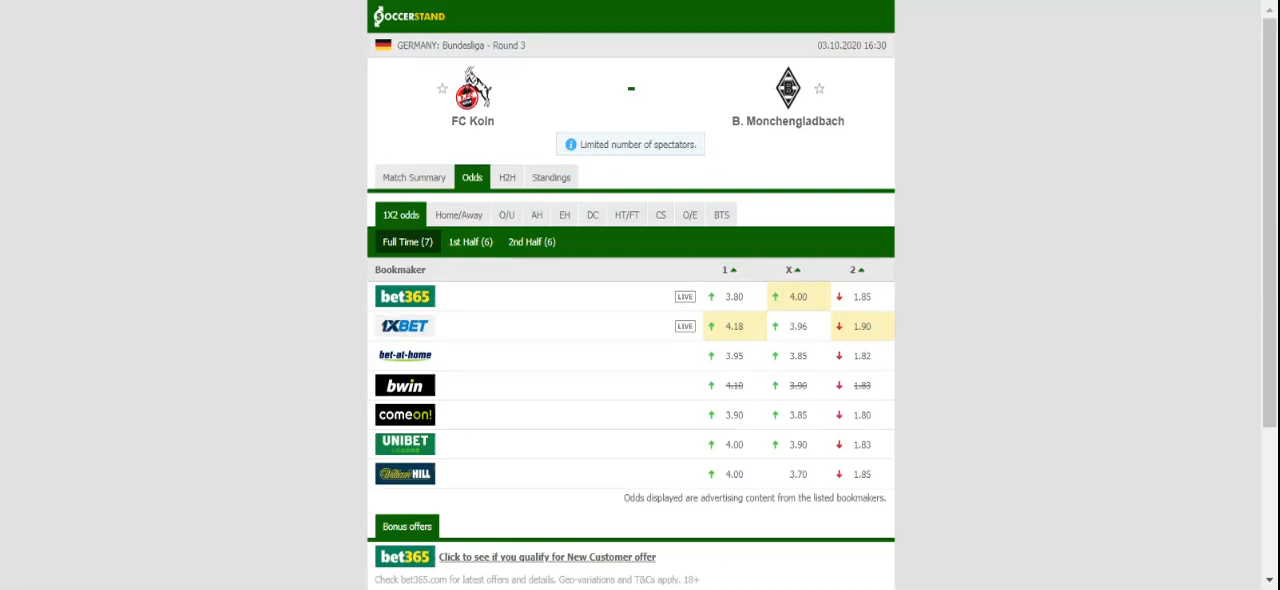 SOCCERSTAND
GERMANY: Bundesliga - Round 3 03.10.2020 16:30
FC Koln B. Monchengladbach
Limited number of spectators.
Match Summary Odds H2H Standings
1X2 odds Home/Away O/U AH EH DC HT/FT CS O/E BTS
Full Time (7) 1st Half (6) 2nd Half (6)
Bookmaker 1 X 2
bet365 LIVE 3.80 4.00 1.85
1XBET LIVE 4.18 3.96 1.90
bet-at-home 3.95 3.85 1.82
bwin 4.10 3.90 1.83
comeon! 3.90 3.85 1.80
UNIBET 4.00 3.90 1.83
William HILL 4.00 3.70 1.85
Odds displayed are advertising content from the listed bookmakers.
Bonus offers
bet365 Click to see if you qualify for New Customer offer
Check bet365.com for latest offers and details. Geo-variations and T&Cs apply. 18+